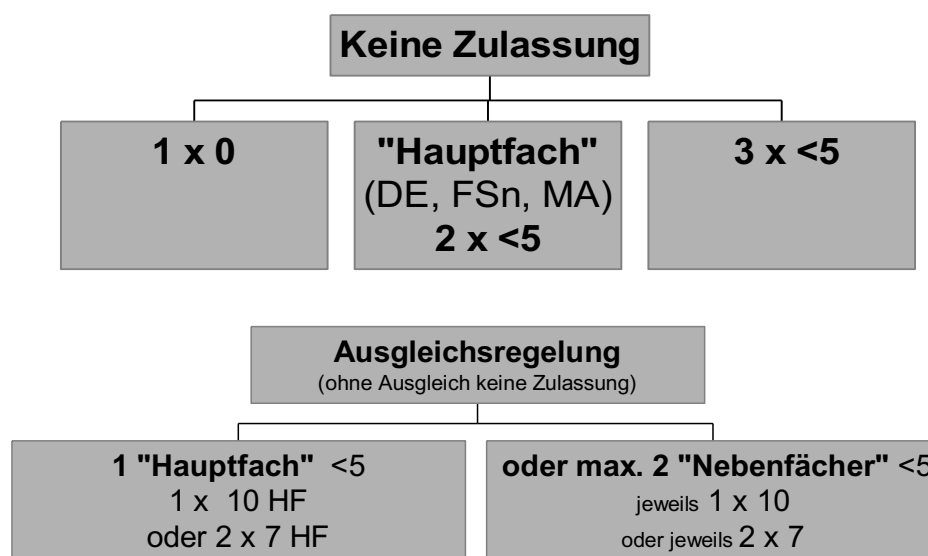 Keine Zulassung
1 x 0
"Hauptfach"
(DE, FSn, MA)
2 x <5
3 x <5
Ausgleichsregelung
(ohne Ausgleich keine Zulassung)
1 "Hauptfach" <5
1 x 10 HF
oder 2 x 7 HF
oder max. 2 "Nebenfächer" <5
jeweils 1 x 10
oder jeweils 2 x 7